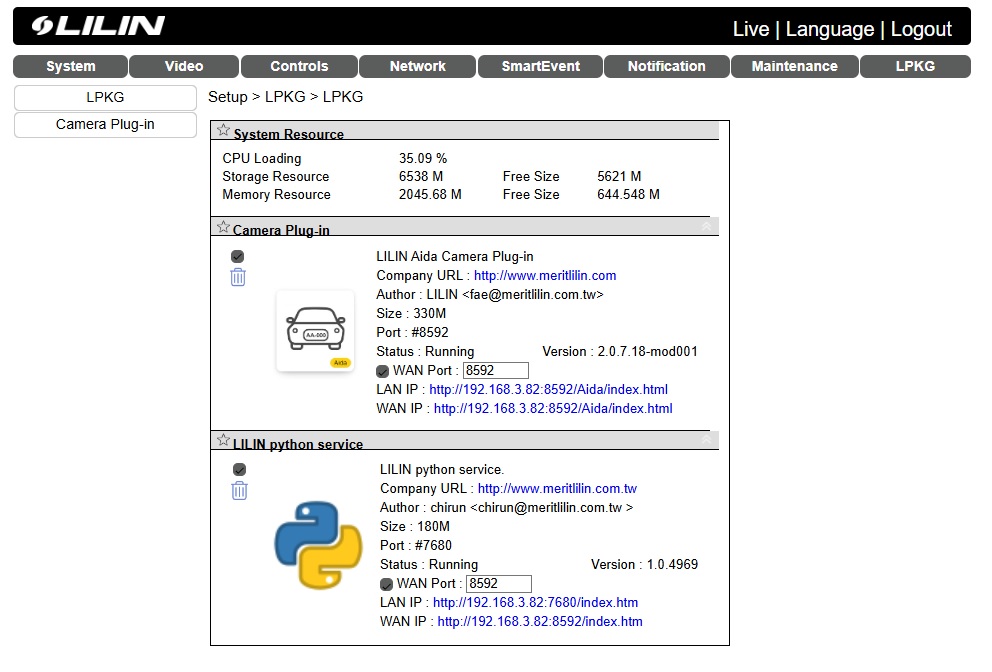 LILIN
Live | Language | Logout
System Video Controls Network SmartEvent Notification Maintenance LPKG
LPKG
Camera Plug-in
Setup > LPKG > LPKG
System Resource
CPU Loading 35.09 %
Storage Resource 6538 M Free Size 5621 M
Memory Resource 2045.68 M Free Size 644.548 M
Camera Plug-in
LILIN Aida Camera Plug-in
Company URL : http://www.meritlilin.com
Author : LILIN <fae@meritlilin.com.tw>
Size : 330M
Port : #8592
Status : Running Version : 2.0.7.18-mod001
WAN Port : 8592
LAN IP : http://192.168.3.82:8592/Aida/index.html
WAN IP : http://192.168.3.82:8592/Aida/index.html
AA-000
Aida
LILIN python service
LILIN python service.
Company URL : http://www.meritlilin.com.tw
Author : chirun <chirun@meritlilin.com.tw >
Size : 180M
Port : #7680
Status : Running Version : 1.0.4969
WAN Port : 8592
LAN IP : http://192.168.3.82:7680/index.htm
WAN IP : http://192.168.3.82:8592/index.htm